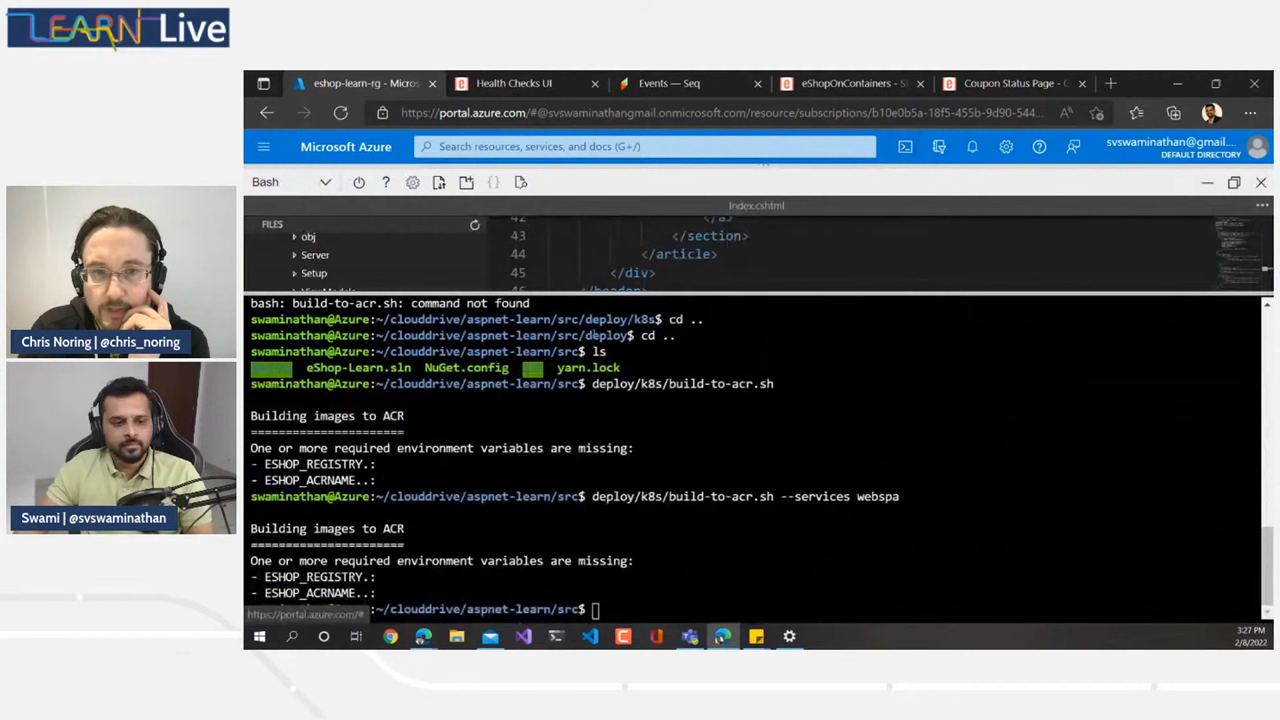 LEARN Live
eshop-learn-rg - Micros
Health Checks UI
Events — Seq
eShopOnContainers - S
Coupon Status Page - C
https://portal.azure.com/#@svswaminathangmail.onmicrosoft.com/resource/subscriptions/b10e0b5a-18f5-455b-9d90-544...
Microsoft Azure
Search resources, services, and docs (G+/)
svswaminathan@gmail....
DEFAULT DIRECTORY
Bash
Index.cshtml
FILES
obj
Server
Setup
42 </a>
43 </section>
44 </article>
45 </div>
bash: build-to-acr.sh: command not found
swaminathan@Azure:~/clouddrive/aspnet-learn/src/deploy/k8s$ cd ..
swaminathan@Azure:~/clouddrive/aspnet-learn/src/deploy$ cd ..
swaminathan@Azure:~/clouddrive/aspnet-learn/src$ ls
eShop-Learn.sln NuGet.config yarn.lock
swaminathan@Azure:~/clouddrive/aspnet-learn/src$ deploy/k8s/build-to-acr.sh
Building images to ACR
======================
One or more required environment variables are missing:
- ESHOP_REGISTRY.:
- ESHOP_ACRNAME.:
swaminathan@Azure:~/clouddrive/aspnet-learn/src$ deploy/k8s/build-to-acr.sh --services webspa
Building images to ACR
======================
One or more required environment variables are missing:
- ESHOP_REGISTRY.:
- ESHOP_ACRNAME.:
:~/clouddrive/aspnet-learn/src$
https://portal.azure.com/#
Chris Noring | @chris_noring
Swami | @svswaminathan
3:27 PM
2/8/2022